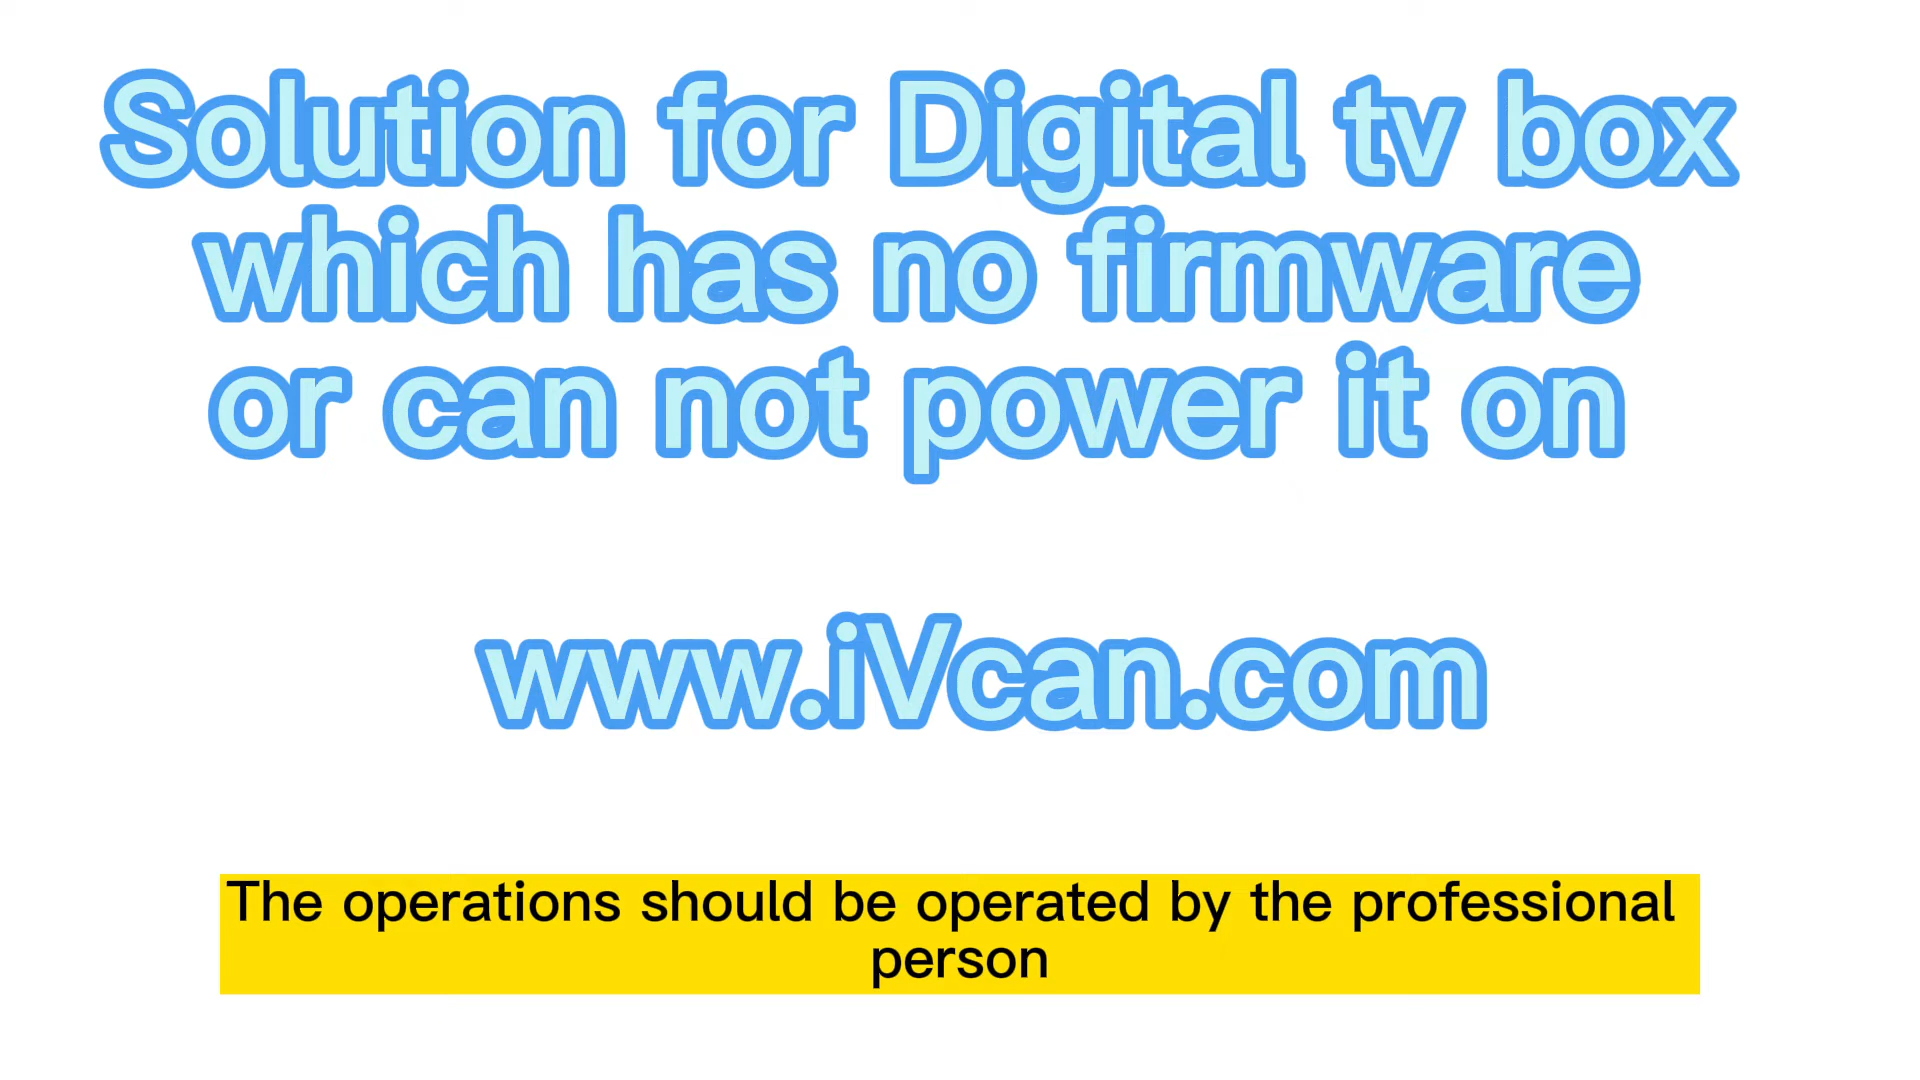 Solution for Digital tv box
which has no firmware
or can not power it on
www.iVcan.com
The operations should be operated by the professional
person